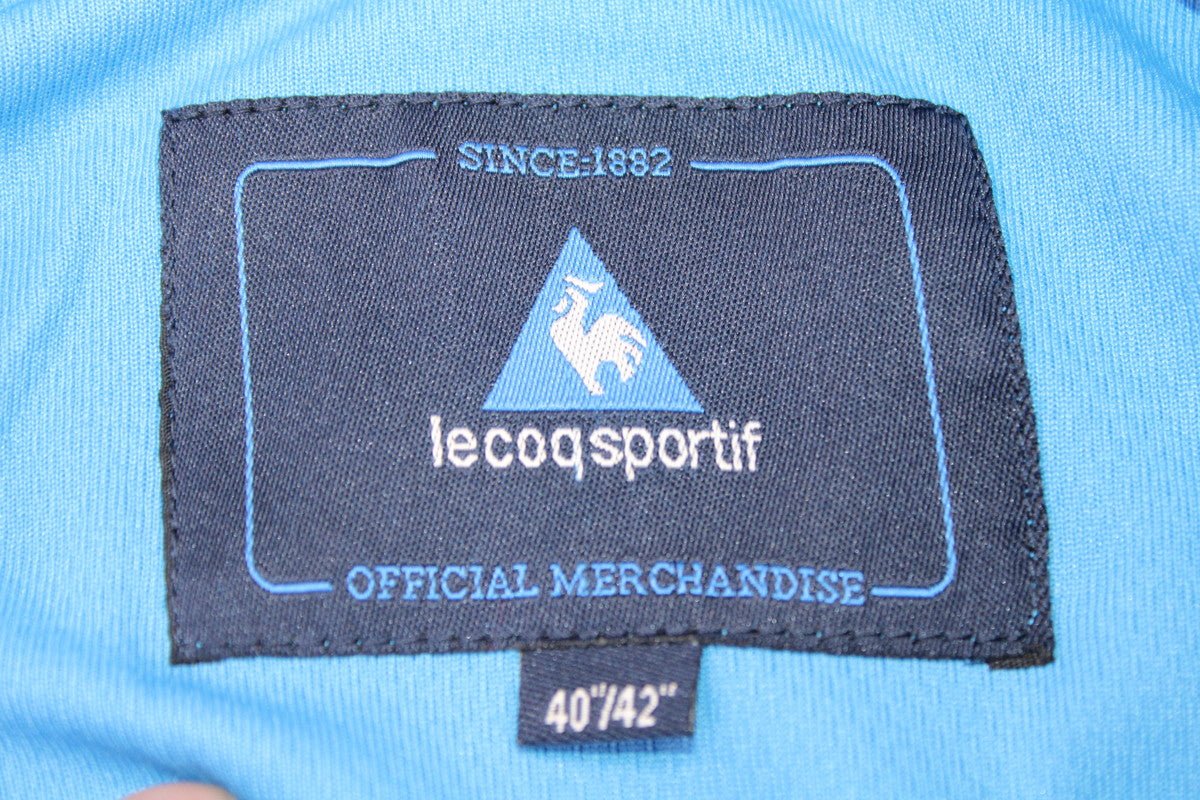 SINCE:1882
lecoqsportif
OFFICIAL MERCHANDISE
40"/42"